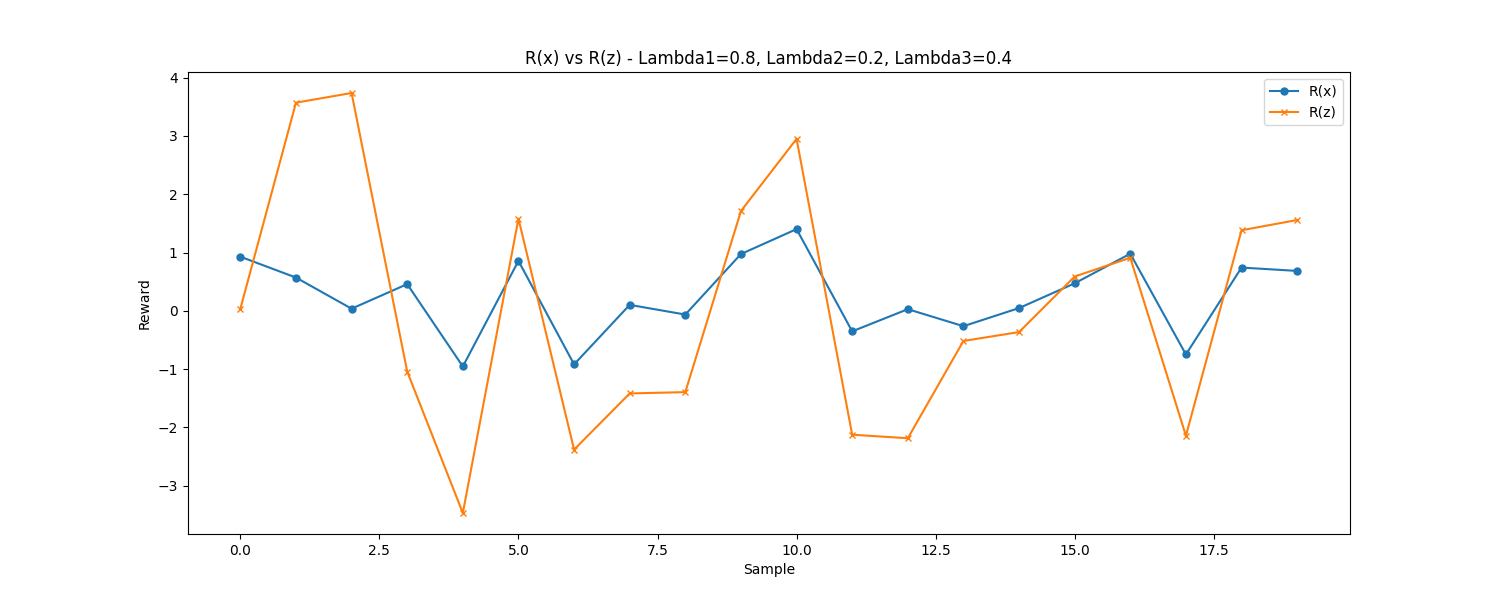 R(x) vs R(z) - Lambda1=0.8, Lambda2=0.2, Lambda3=0.4
R(x)
R(z)
4
3
2
1
0
−1
−2
−3
Reward
0.0 2.5 5.0 7.5 10.0 12.5 15.0 17.5
Sample